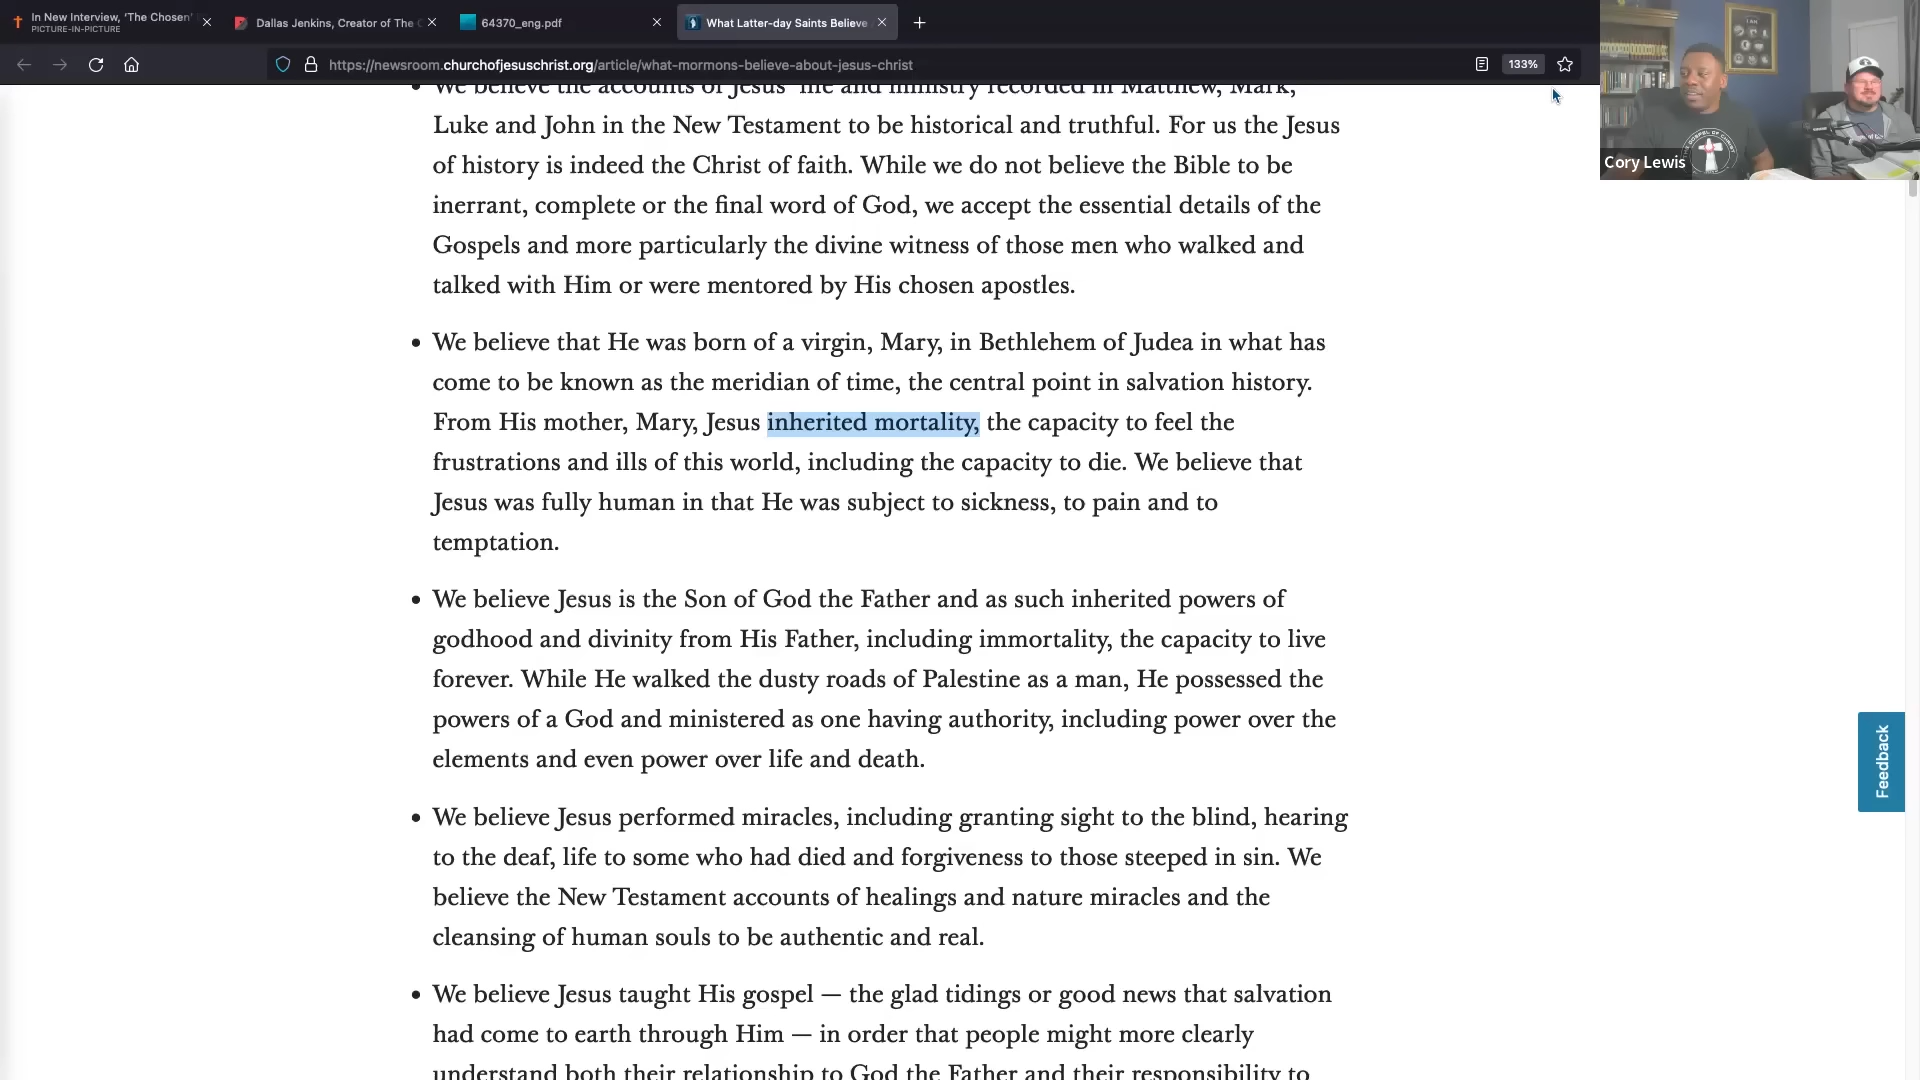 In New Interview, 'The Chosen'
PICTURE-IN-PICTURE
Dallas Jenkins, Creator of The
64370_eng.pdf
What Latter-day Saints Believe
https://newsroom.churchofjesuschrist.org/article/what-mormons-believe-about-jesus-christ
133%
Cory Lewis
• We believe the accounts of Jesus' life and ministry recorded in Matthew, Mark,
Luke and John in the New Testament to be historical and truthful. For us the Jesus
of history is indeed the Christ of faith. While we do not believe the Bible to be
inerrant, complete or the final word of God, we accept the essential details of the
Gospels and more particularly the divine witness of those men who walked and
talked with Him or were mentored by His chosen apostles.
• We believe that He was born of a virgin, Mary, in Bethlehem of Judea in what has
come to be known as the meridian of time, the central point in salvation history.
From His mother, Mary, Jesus inherited mortality, the capacity to feel the
frustrations and ills of this world, including the capacity to die. We believe that
Jesus was fully human in that He was subject to sickness, to pain and to
temptation.
• We believe Jesus is the Son of God the Father and as such inherited powers of
godhood and divinity from His Father, including immortality, the capacity to live
forever. While He walked the dusty roads of Palestine as a man, He possessed the
powers of a God and ministered as one having authority, including power over the
elements and even power over life and death.
• We believe Jesus performed miracles, including granting sight to the blind, hearing
to the deaf, life to some who had died and forgiveness to those steeped in sin. We
believe the New Testament accounts of healings and nature miracles and the
cleansing of human souls to be authentic and real.
• We believe Jesus taught His gospel — the glad tidings or good news that salvation
had come to earth through Him — in order that people might more clearly
understand both their relationship to God the Father and their responsibility to
Feedback